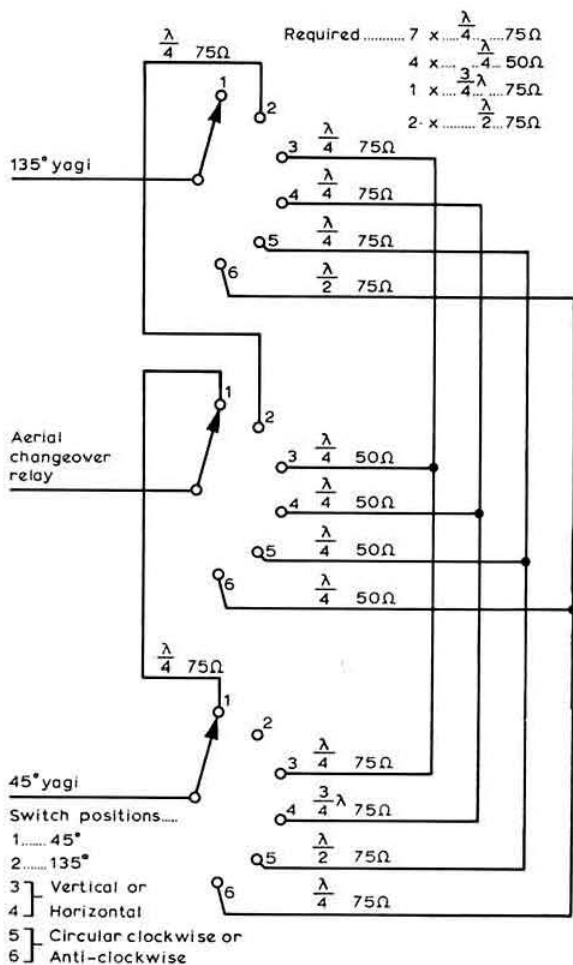 λ/4 75Ω
Required........... 7 x ....λ/4.....75Ω
4 x.... ..λ/4.. 50Ω
1 x....3/4λ.. ....75Ω
2· x ......... λ/2...75Ω
1
2
135° yagi
3 λ/4 75Ω
4 λ/4 75Ω
5 λ/4 75Ω
6 λ/2 75Ω
1
2
Aerial
changeover
relay
3 λ/4 50Ω
4 λ/4 50Ω
5 λ/4 50Ω
6 λ/4 50Ω
λ/4 75Ω
1
2
45° yagi
3 λ/4 75Ω
4 3/4λ 75Ω
5 λ/2 75Ω
6 λ/4 75Ω
Switch positions.....
1....... 45°
2....... 135°
3 Vertical or
4 Horizontal
5 Circular clockwise or
6 Anti-clockwise